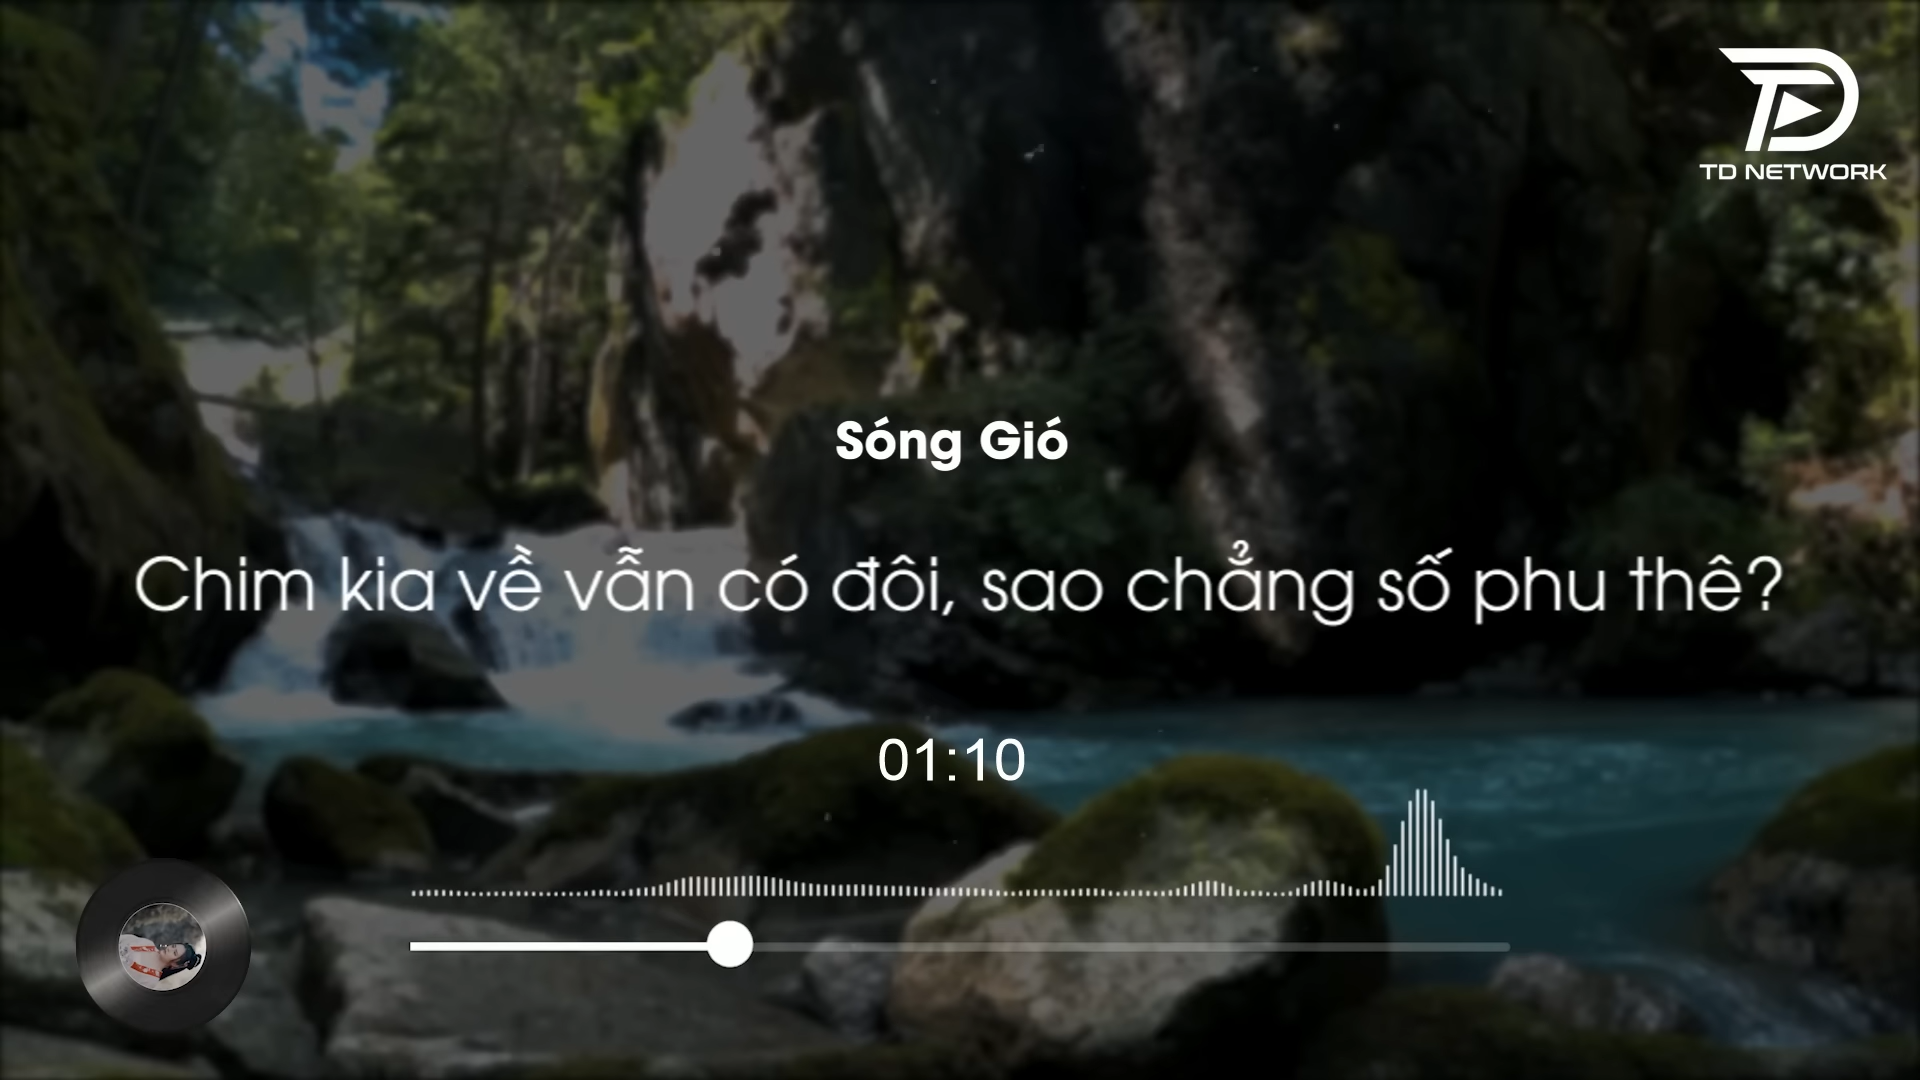 TD NETWORK
Sóng Gió
Chim kia về vẫn có đôi, sao chẳng số phu thê?
01:10